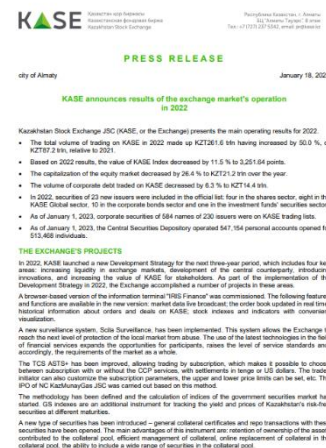 KASE
Қазақстан қор биржасы
Казахстанская фондовая биржа
Kazakhstan Stock Exchange
Республика Казахстан, г. Алматы
PRESS RELEASE
city of Almaty
January 18, 202
KASE announces results of the exchange market's operation
in 2022
Kazakhstan Stock Exchange JSC (KASE, or the Exchange) presents the main operating results for 2022.
• The total volume of trading on KASE in 2022 made up KZT261.6 trln having increased by 50.0 %, o
KZT87.2 trln, relative to 2021.
• Based on 2022 results, the value of KASE Index decreased by 11.5 % to 3,251.64 points.
• The capitalization of the equity market decreased by 26.4 % to KZT21.2 trln over the year.
• The volume of corporate debt traded on KASE decreased by 6.3 % to KZT14.4 trln.
• In 2022, securities of 23 new issuers were included in the official list: four in the shares sector, eight in th
KASE Global sector, 10 in the corporate bonds sector and one in the investment funds' securities secto
• As of January 1, 2023, corporate securities of 584 names of 230 issuers were on KASE trading lists.
• As of January 1, 2023, the Central Securities Depository operated 547,154 personal accounts opened fo
513,468 individuals.
THE EXCHANGE'S PROJECTS
In 2022, KASE launched a new Development Strategy for the next three-year period, which includes four key
areas: increasing liquidity in exchange markets, development of the central counterparty, introducin
innovations, and increasing the value of KASE for stakeholders. As part of the implementation of th
Development Strategy in 2022, the Exchange accomplished a number of projects in these areas.
A browser-based version of the information terminal "IRIS Finance" was commissioned. The following feature
and functions are available in the new version: market data live broadcast; the order book updated in real time
historical information about orders and deals on KASE; stock indexes and indicators with convenien
visualization.
A new surveillance system, Scila Surveillance, has been implemented. This system allows the Exchange t
reach the next level of protection of the local market from abuse. The use of the latest technologies in the fiel
of financial services expands the opportunities for participants, raises the level of service standards an
accordingly, the requirements of the market as a whole.
The TCS ASTS+ has been improved, allowing trading by subscription, which makes it possible to choose
between subscription with or without the CCP services, with settlements in tenge or US dollars. The trade
initiator can also customize the subscription parameters, the upper and lower price limits can be set, etc. Th
IPO of NC KazMunayGas JSC was carried out based on this method.
The methodology has been defined and the calculation of indices of the government securities market ha
started. GS indexes are an additional instrument for tracking the yield and prices of Kazakhstan's risk-fre
securities at different maturities.
A new type of securities has been introduced – general collateral certificates and repo transactions with thes
securities have been opened. The main advantages of this instrument are: retention of ownership of the asset
contributed to the collateral pool, efficient management of collateral, online replacement of collateral in th
collateral pool, the ability to include a wide range of securities in the collateral pool.